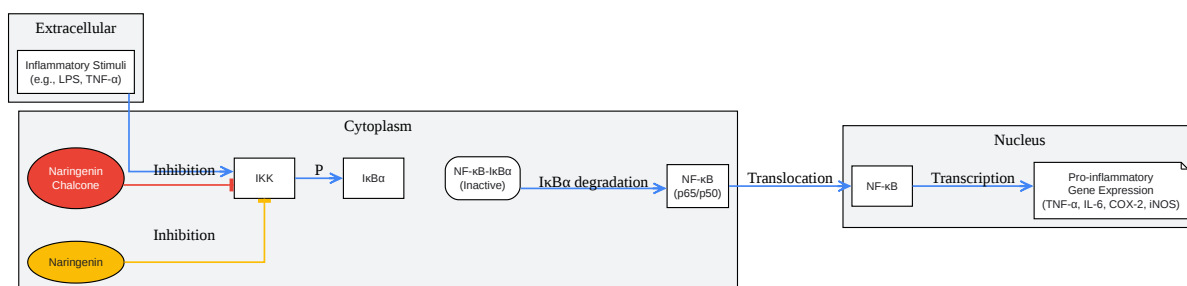 Extracellular
Inflammatory Stimuli
(e.g., LPS, TNF-α)
Cytoplasm
Naringenin
Chalcone
Inhibition
IKK
P
IκBα
NF-κB-IκBα
(Inactive)
IκBα degradation
NF-κB
(p65/p50)
Translocation
Inhibition
Naringenin
Nucleus
NF-κB
Transcription
Pro-inflammatory
Gene Expression
(TNF-α, IL-6, COX-2, iNOS)